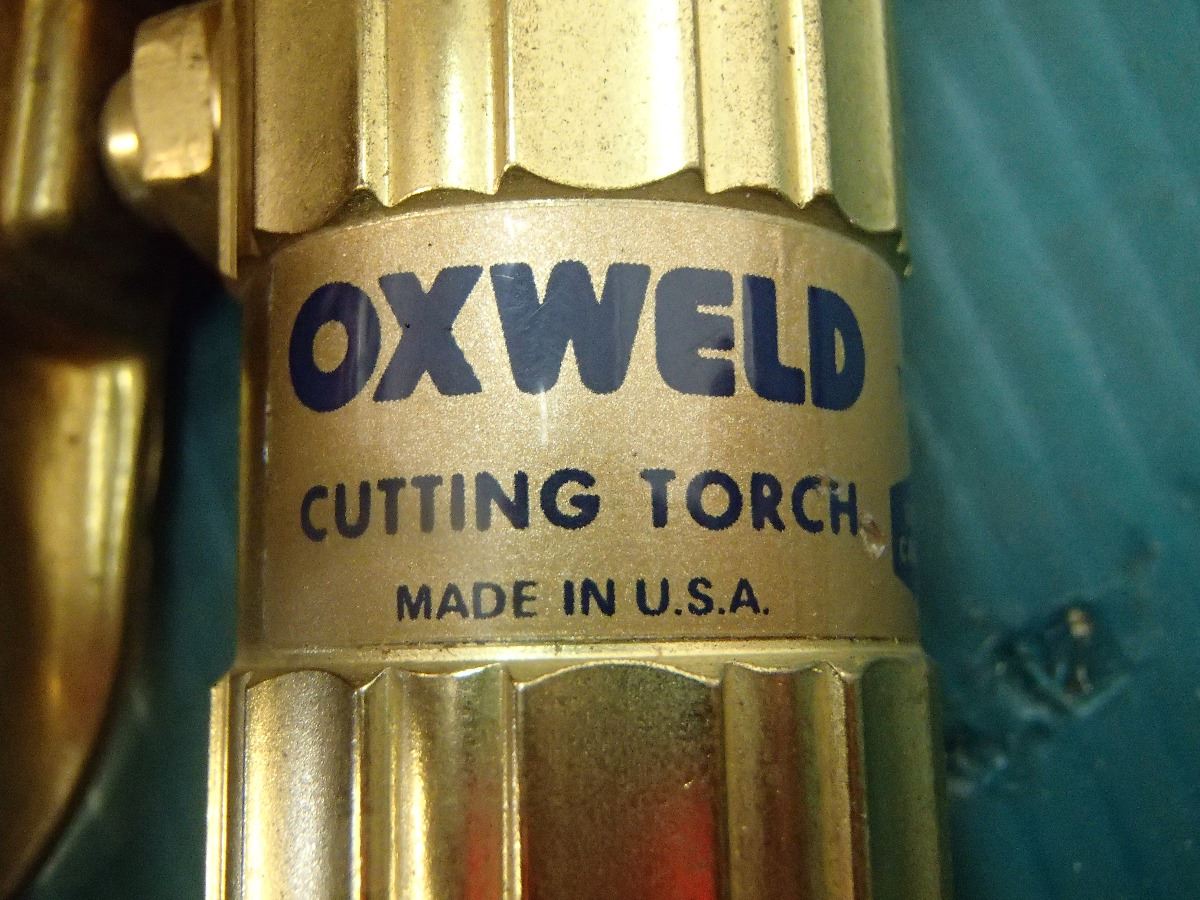 OXWELD
CUTTING TORCH
MADE IN U.S.A.